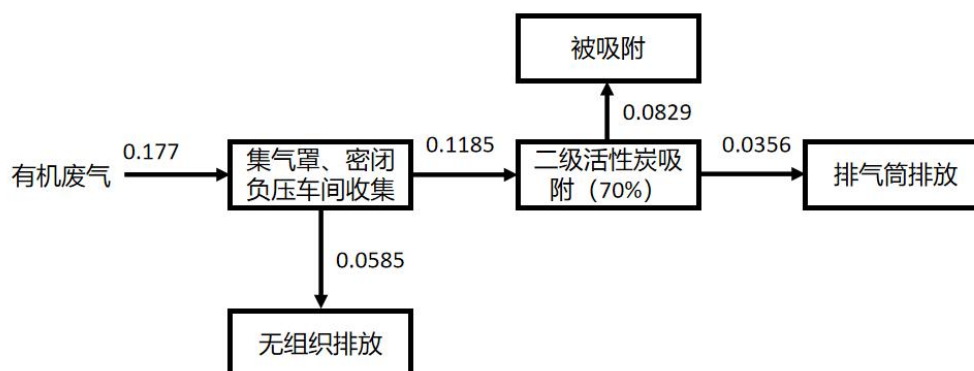 被吸附
0.0829
有机废气
0.177
集气罩、密闭
负压车间收集
0.1185
二级活性炭吸
附（70%）
0.0356
排气筒排放
0.0585
无组织排放